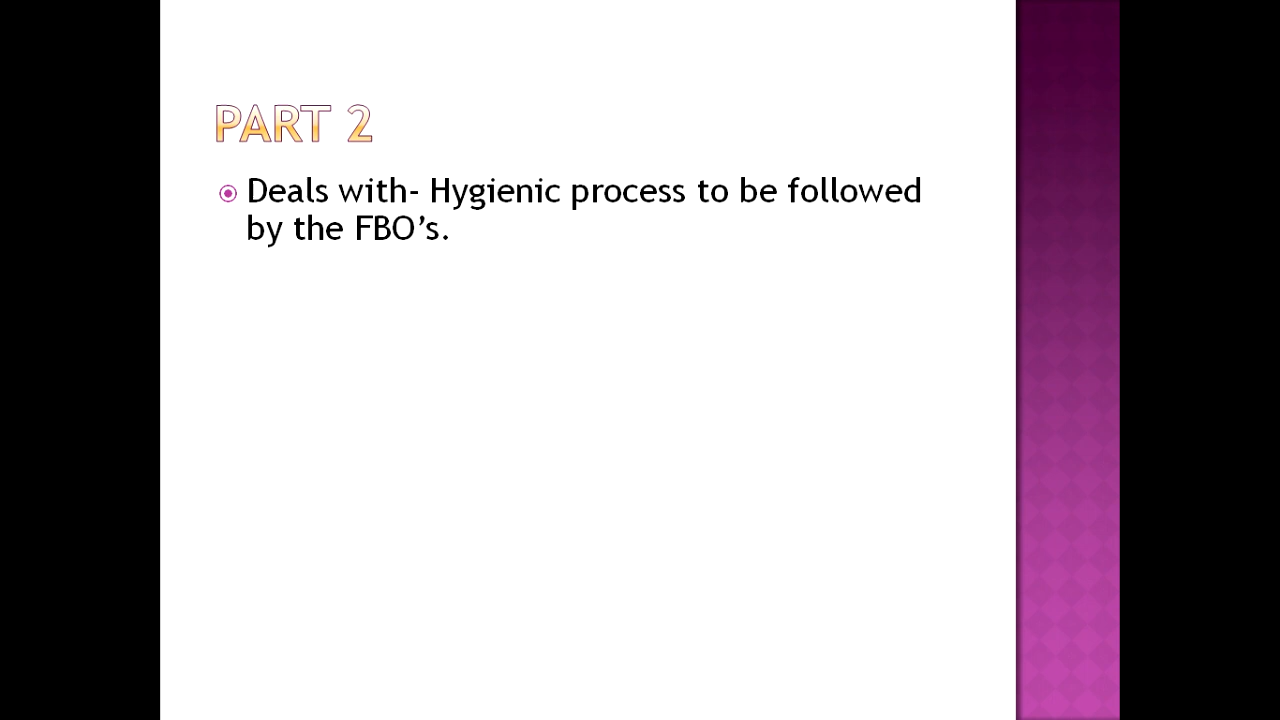 PART 2
Deals with- Hygienic process to be followed
by the FBO’s.